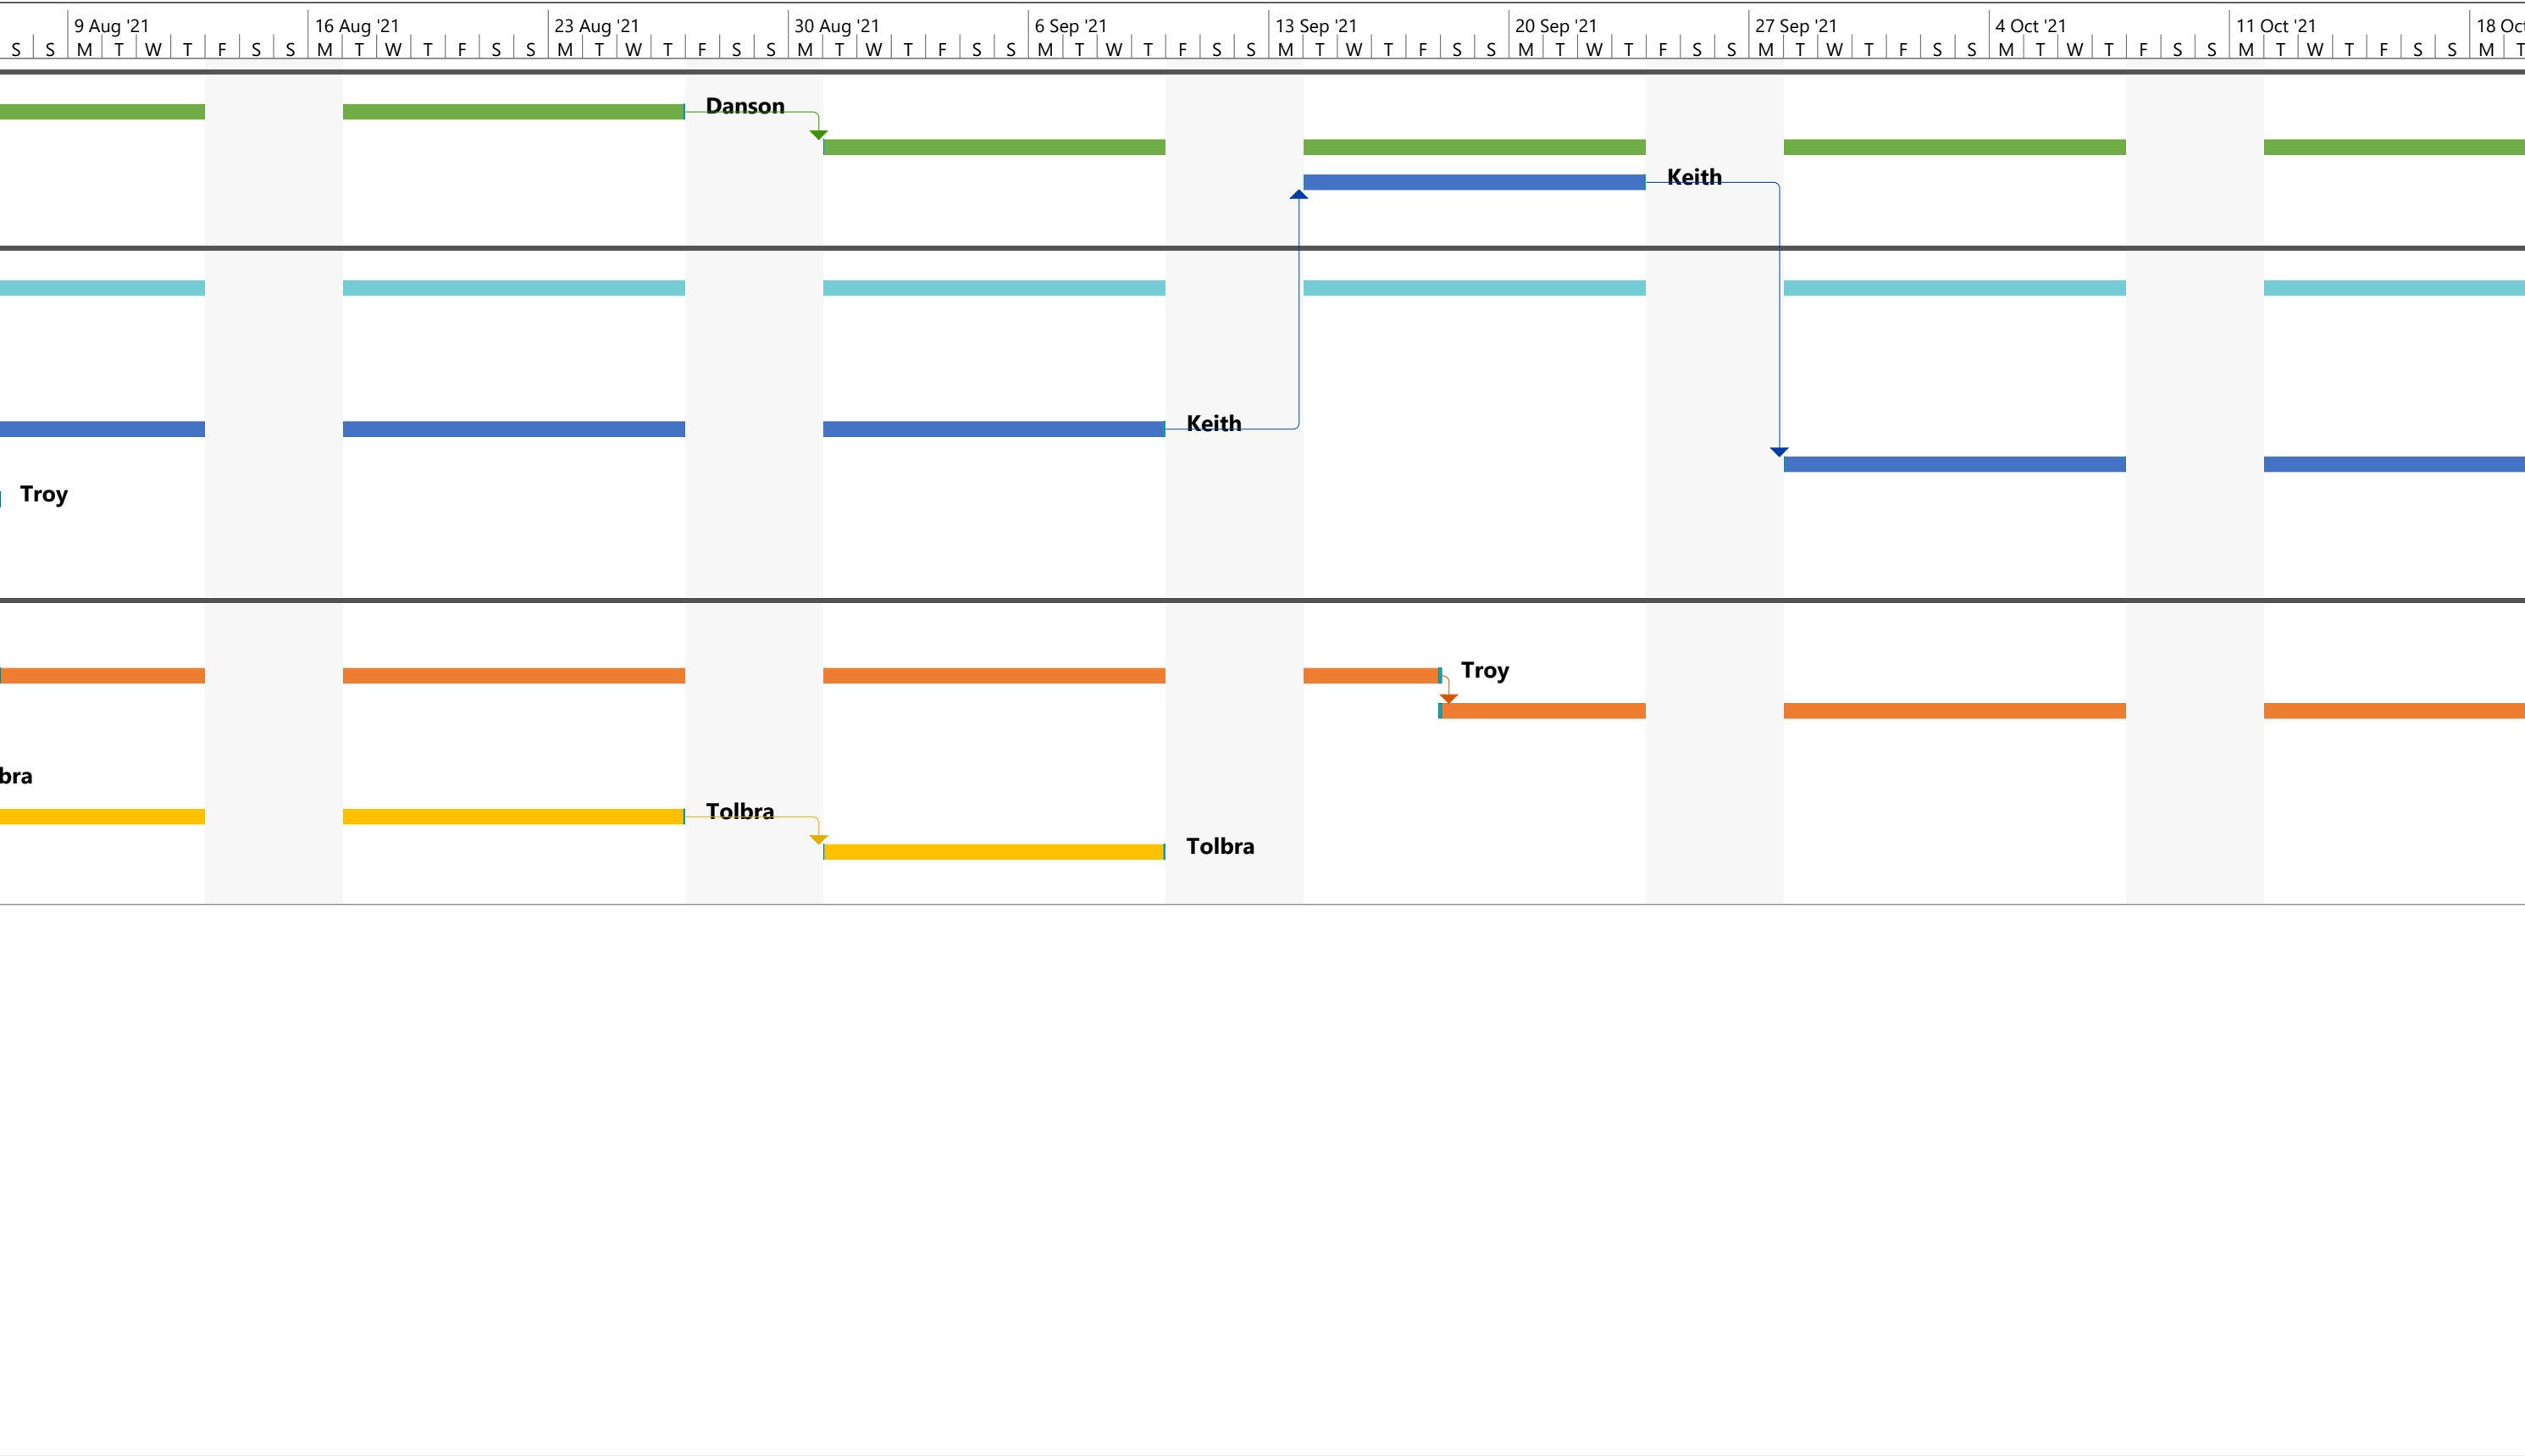 9 Aug '21 16 Aug '21 23 Aug '21 30 Aug '21 6 Sep '21 13 Sep '21 20 Sep '21 27 Sep '21 4 Oct '21 11 Oct '21 18 Oct
S S M T W T F S S M T W T F S S M T W T F S S M T W T F S S M T W T F S S M T W T F S S M T W T F S S M T W T F S S M T W T F S S M T W T F S S M T
Danson
Keith
Keith
Troy
Troy
bra
Tolbra
Tolbra